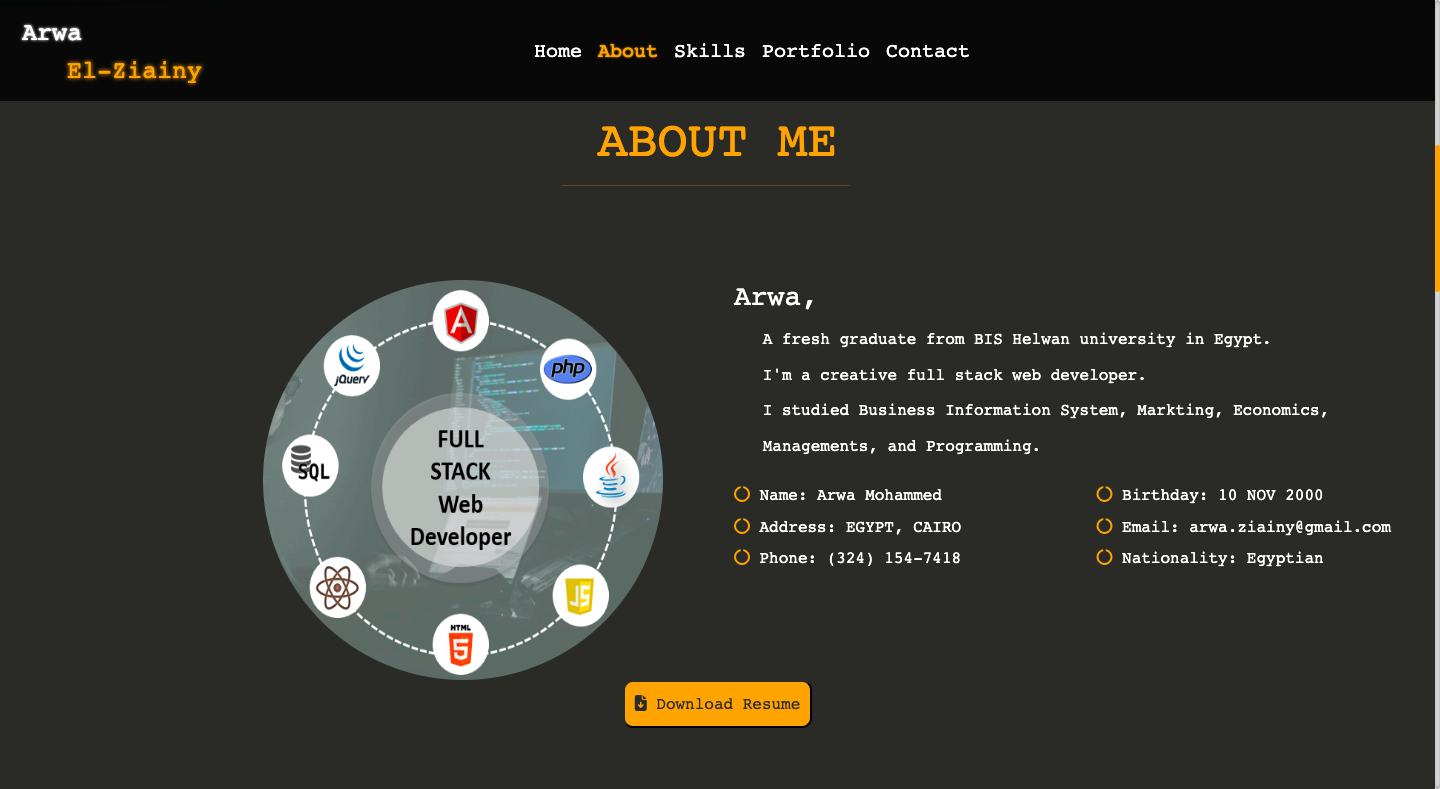 Arwa
El-Ziainy
Home About Skills Portfolio Contact
ABOUT ME
jQuery
php
SQL
FULL
STACK
Web
Developer
JS
HTML
5
Arwa,
A fresh graduate from BIS Helwan university in Egypt.
I'm a creative full stack web developer.
I studied Business Information System, Markting, Economics,
Managements, and Programming.
Name: Arwa Mohammed
Birthday: 10 NOV 2000
Address: EGYPT, CAIRO
Email: arwa.ziainy@gmail.com
Phone: (324) 154-7418
Nationality: Egyptian
Download Resume